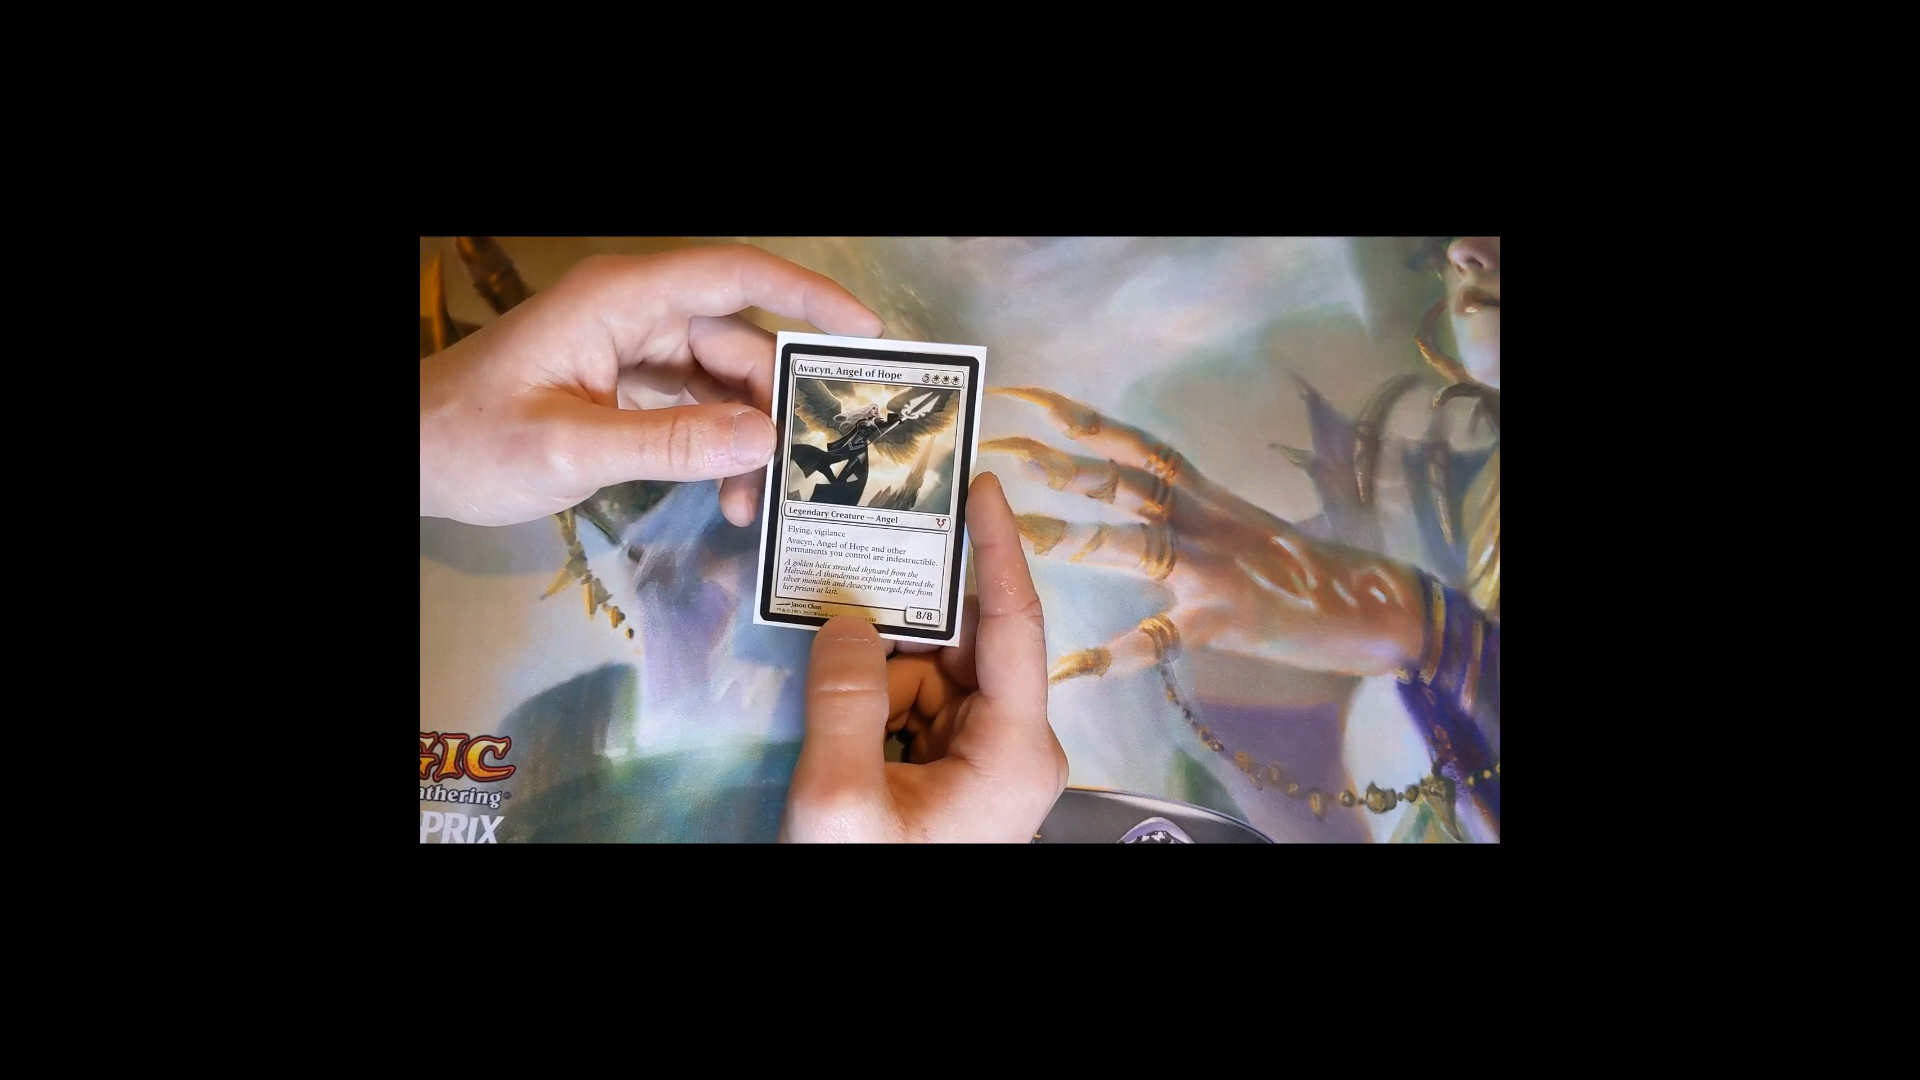 Avacyn, Angel of Hope 5
Legendary Creature — Angel
Flying, vigilance
Avacyn, Angel of Hope and other
permanents you control are indestructible.
A golden helix streaked skyward from the
Helvault. A thunderous explosion shattered the
silver monolith and Avacyn emerged, free from
her prison at last.
Jason Chan
8/8
GIC
athering
PRIX